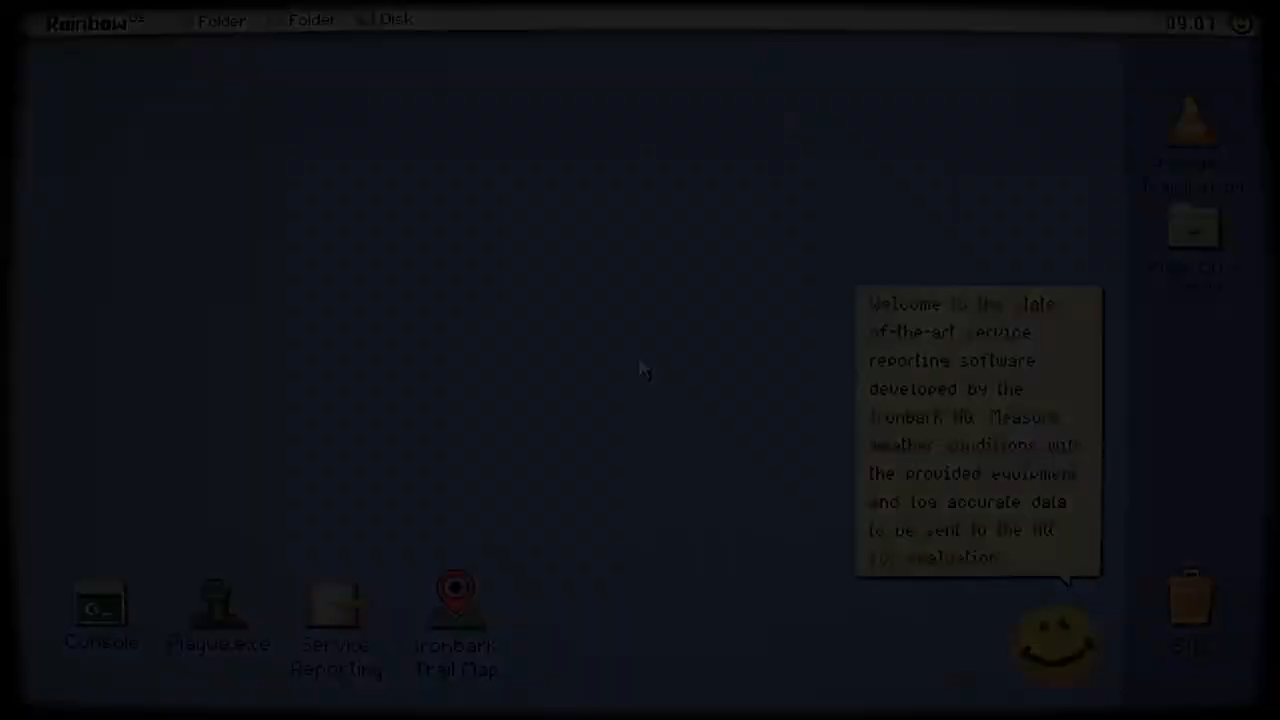 Rainbow OS
Folder
Folder
Disk
09:07
Welcome to the state
of-the-art service
reporting software
developed by the
Ironbark HQ. Measure
weather conditions with
the provided equipment
and log accurate data
to be sent to the HQ
for evaluation.
Console
Plague.exe
Service
Reporting
Ironbark
Trail Map